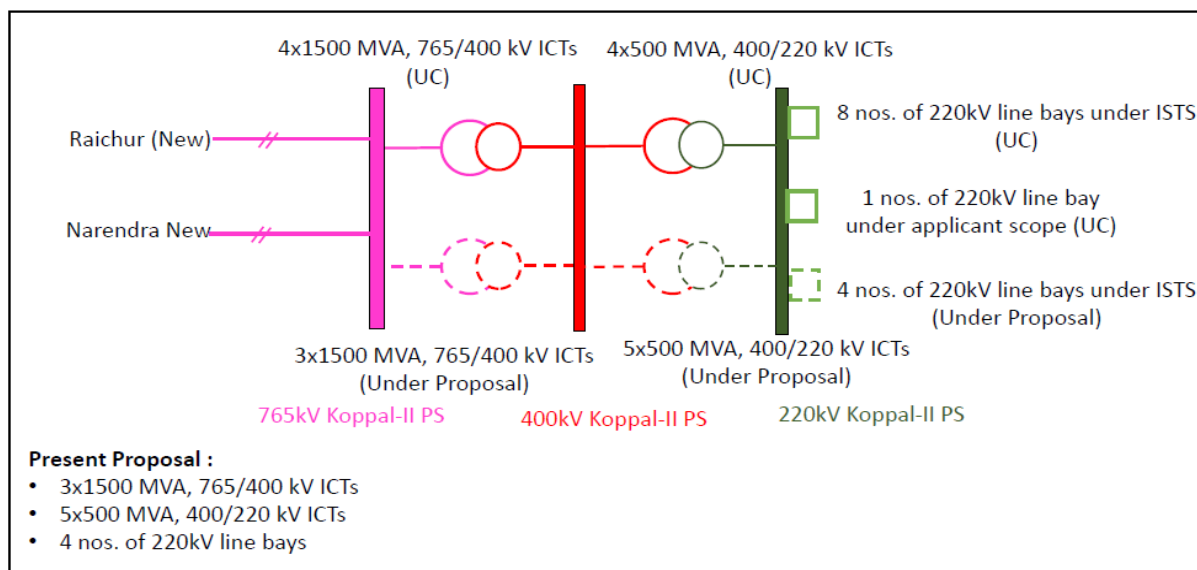 4x1500 MVA, 765/400 kV ICTs
(UC)
4x500 MVA, 400/220 kV ICTs
(UC)
Raichur (New)
Narendra New
8 nos. of 220kV line bays under ISTS
(UC)
1 nos. of 220kV line bay
under applicant scope (UC)
4 nos. of 220kV line bays under ISTS
(Under Proposal)
3x1500 MVA, 765/400 kV ICTs
(Under Proposal)
5x500 MVA, 400/220 kV ICTs
(Under Proposal)
765kV Koppal-II PS
400kV Koppal-II PS
220kV Koppal-II PS
Present Proposal :
• 3x1500 MVA, 765/400 kV ICTs
• 5x500 MVA, 400/220 kV ICTs
• 4 nos. of 220kV line bays